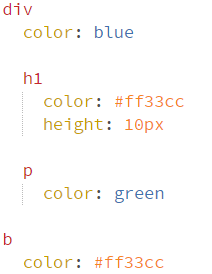 div
  color: blue

  h1
    color: #ff33cc
    height: 10px

  p
    color: green

b
  color: #ff33cc